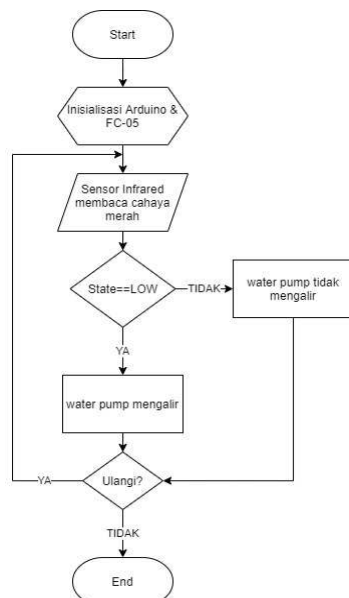 Start
Inisialisasi Arduino &
FC-05
Sensor Infrared
membaca cahaya
merah
State==LOW
TIDAK
water pump tidak
mengalir
YA
water pump mengalir
YA
Ulangi?
TIDAK
End